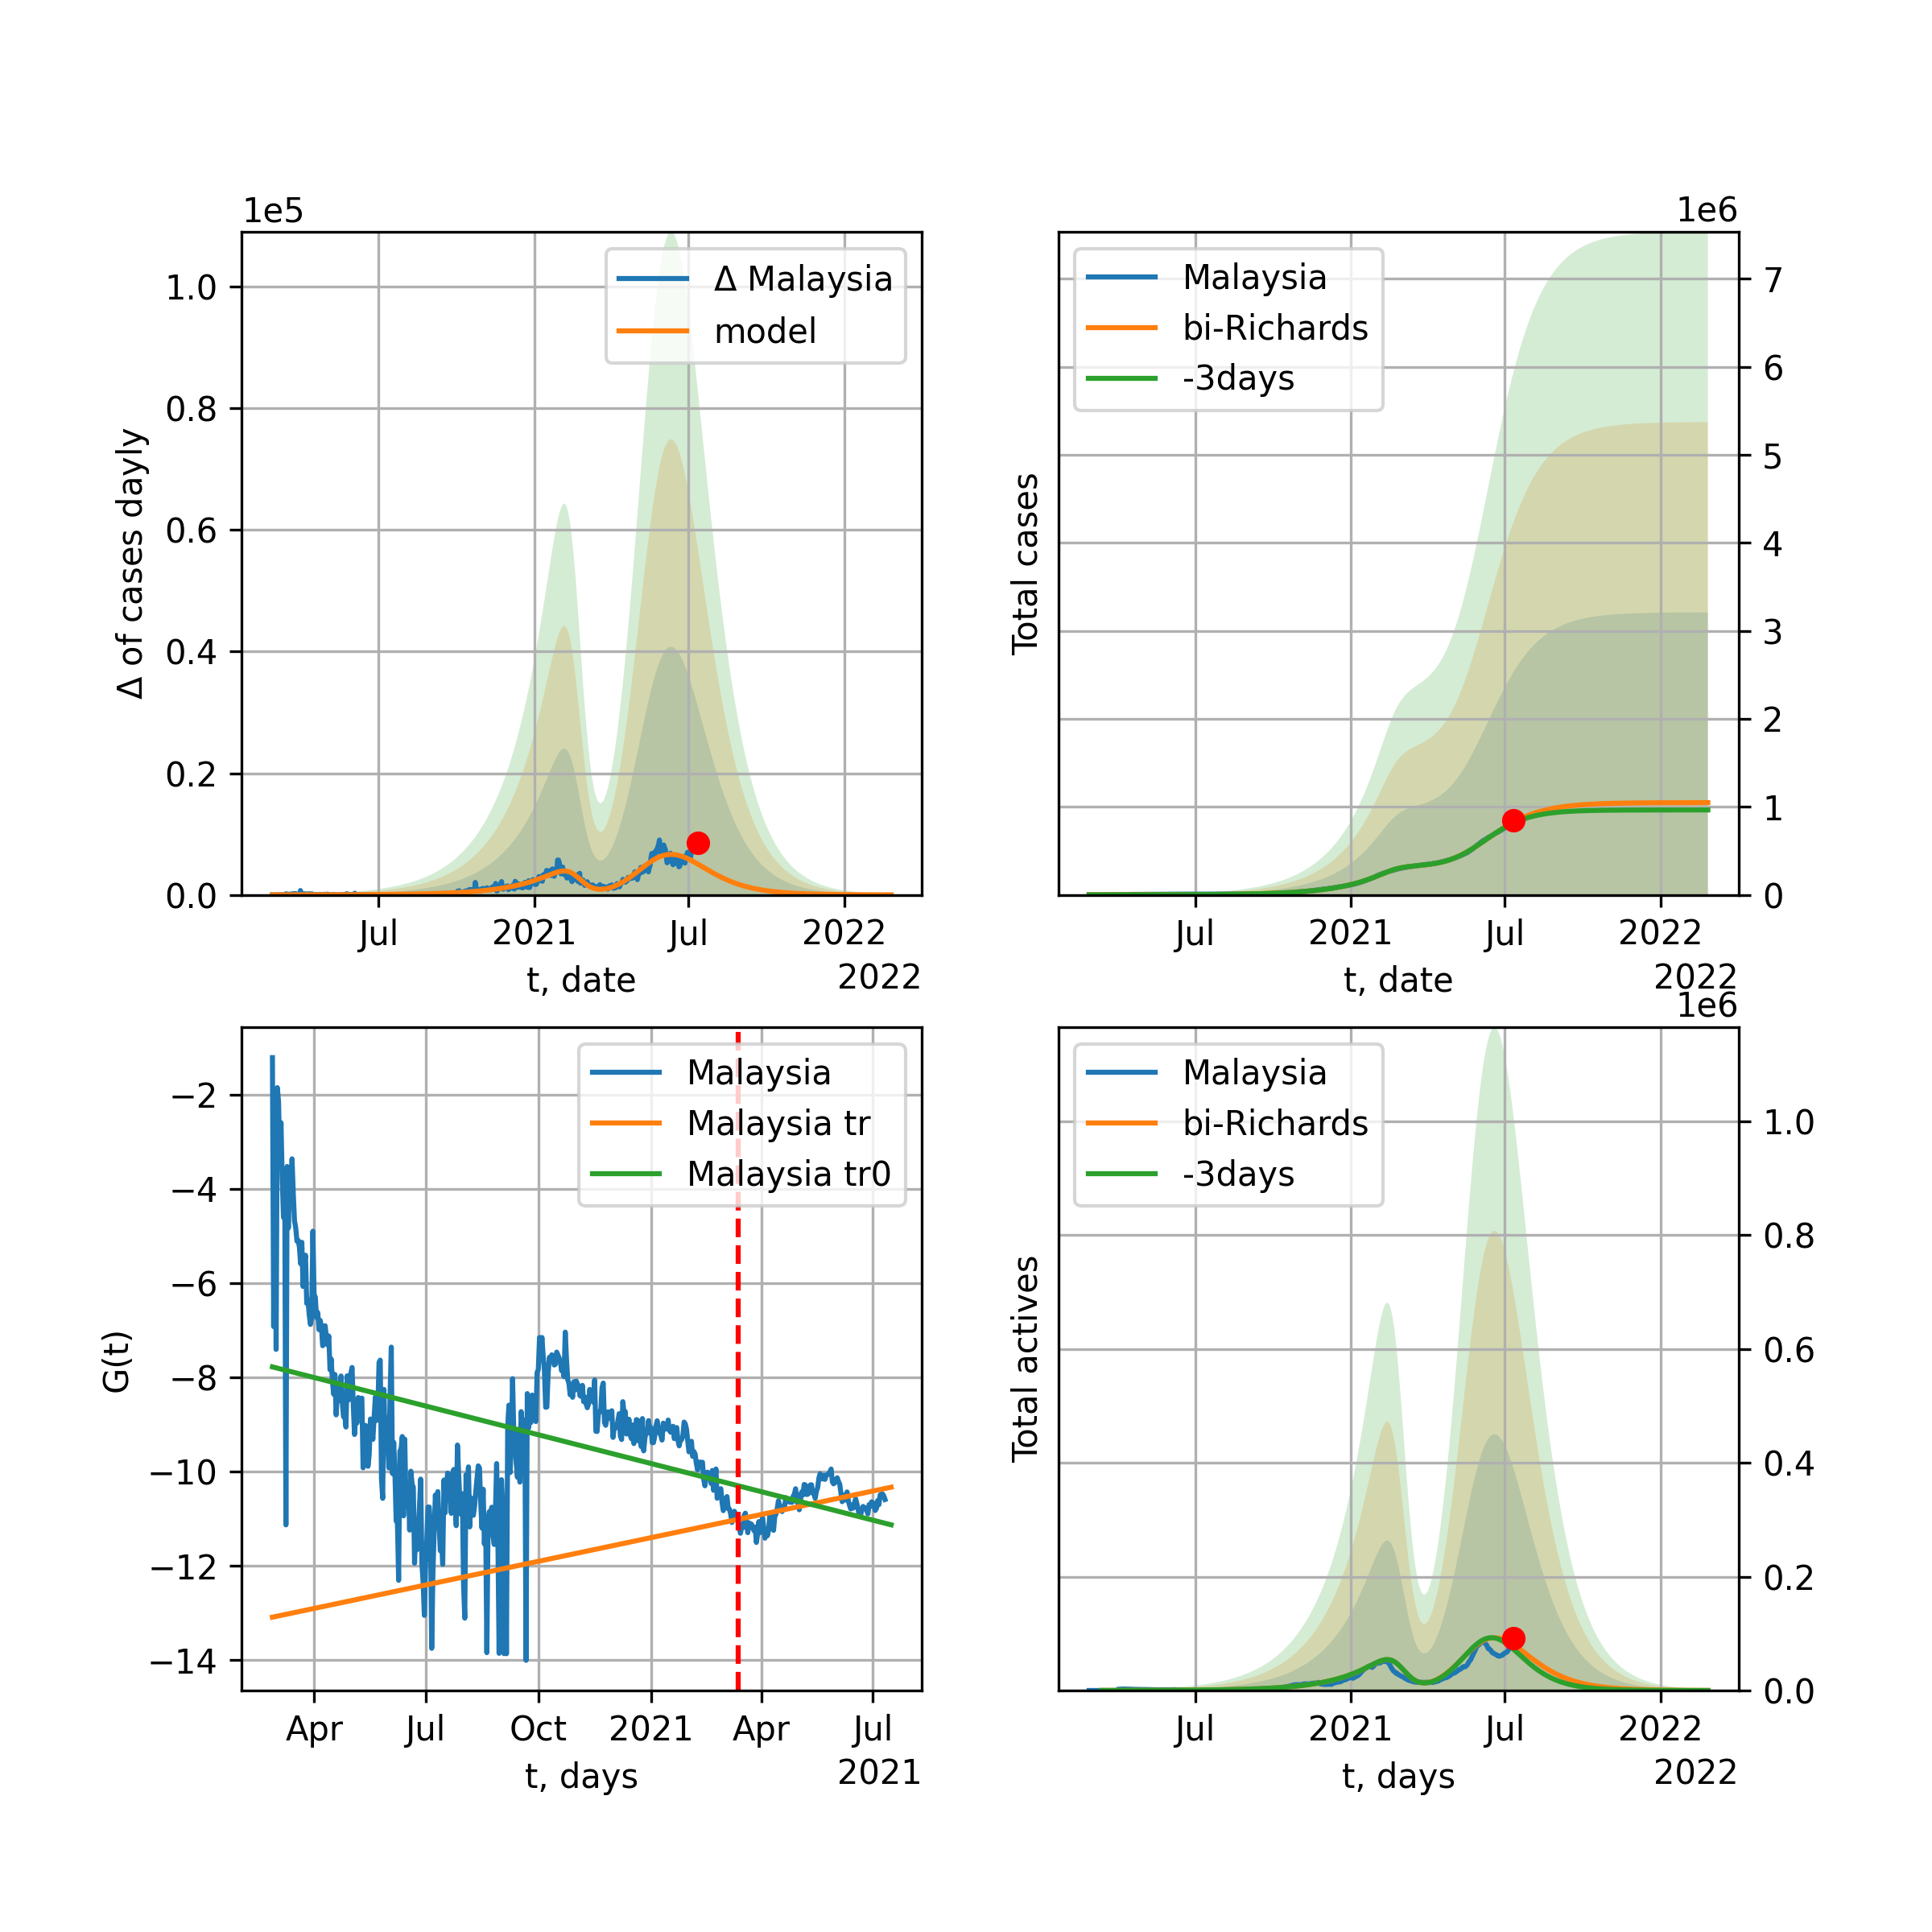 1e5
Δ of cases dayly
1.0
0.8
0.6
0.4
0.2
0.0
Δ Malaysia
model
Jul
2021
Jul
2022
t, date
2022
1e6
Total cases
Malaysia
bi-Richards
-3days
7
6
5
4
3
2
1
0
Jul
2021
Jul
2022
t, date
2022
G(t)
−2
−4
−6
−8
−10
−12
−14
Malaysia
Malaysia tr
Malaysia tr0
Apr
Jul
Oct
2021
Apr
Jul
t, days
2021
1e6
Total actives
Malaysia
bi-Richards
-3days
1.0
0.8
0.6
0.4
0.2
0.0
Jul
2021
Jul
2022
t, days
2022